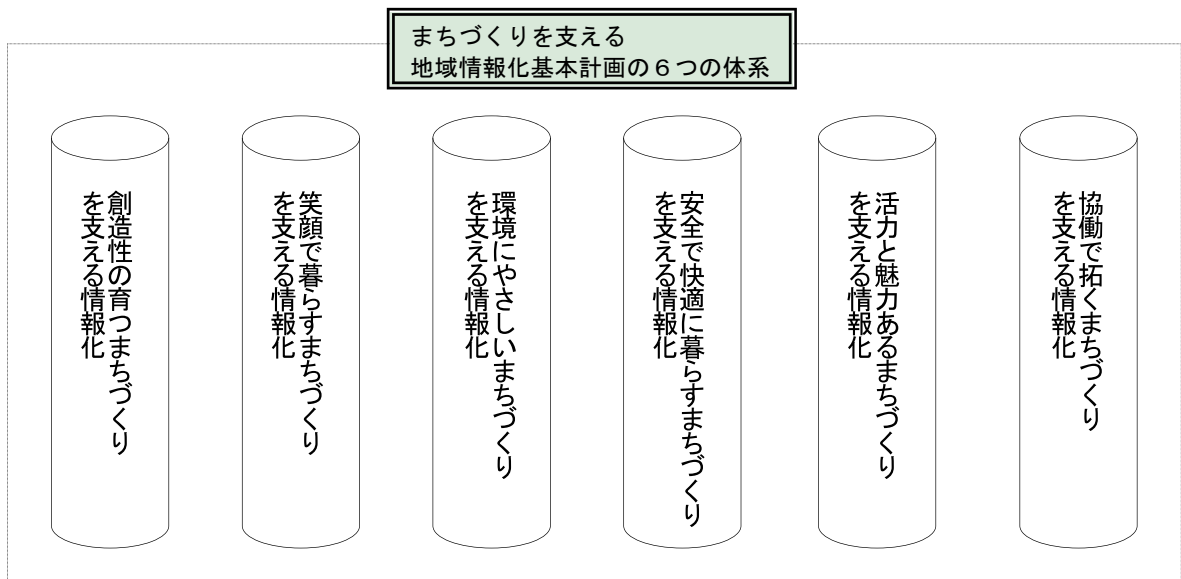 まちづくりを支える
地域情報化基本計画の６つの体系
創造性の育つまちづくり
を支える情報化
笑顔で暮らすまちづくり
を支える情報化
環境にやさしいまちづくり
を支える情報化
安全で快適に暮らすまちづくり
を支える情報化
活力と魅力あるまちづくり
を支える情報化
協働で拓くまちづくり
を支える情報化